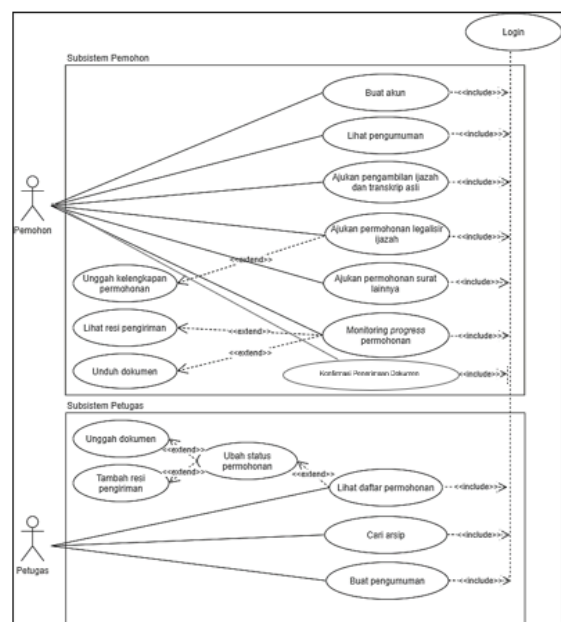 Login
Subsistem Pemohon
Buat akun
<<include>>
Lihat pengumuman
<<include>>
Ajukan pengambilan ijazah
dan transkrip asli
<<include>>
Pemohon
Ajukan permohonan legalisir
ijazah
<<include>>
<<extend>>
Unggah kelengkapan
permohonan
Ajukan permohonan surat
lainnya
<<include>>
Lihat resi pengiriman
<<extend>>
Monitoring progress
permohonan
<<include>>
<<extend>>
Unduh dokumen
Konfirmasi Penerimaan Dokumen
<<include>>
Subsistem Petugas
Unggah dokumen
<<extend>>
Ubah status
permohonan
<<extend>>
Tambah resi
pengiriman
<<extend>>
Lihat daftar permohonan
<<include>>
Cari arsip
<<include>>
Petugas
Buat pengumuman
<<include>>